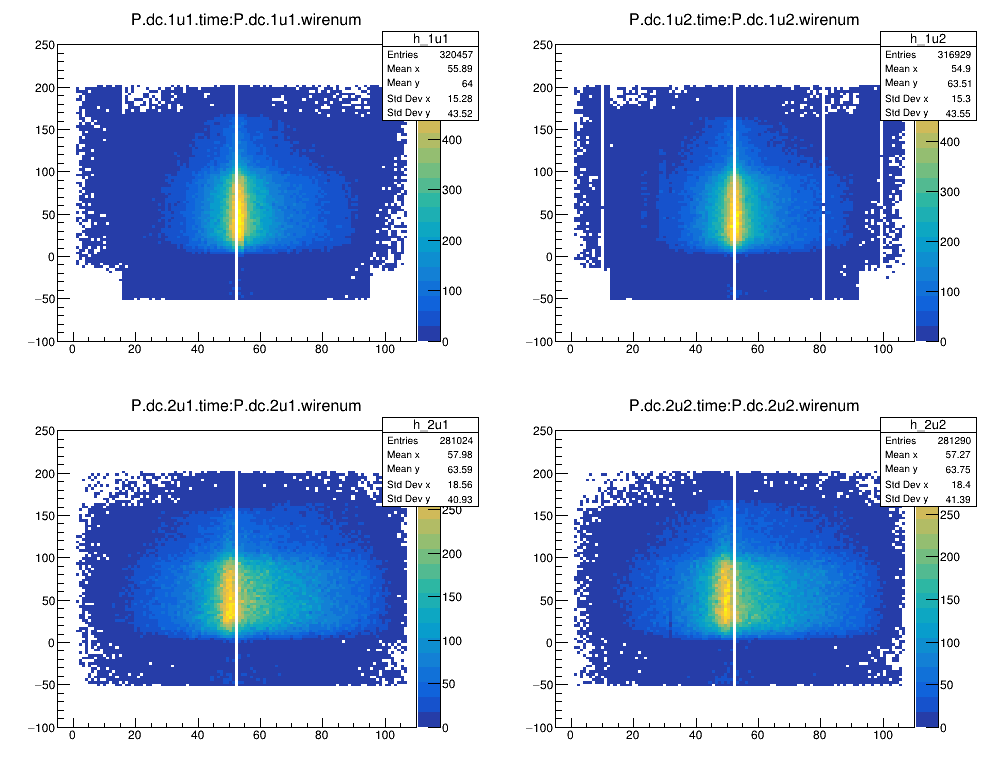 P.dc.1u1.time:P.dc.1u1.wirenum
h_1u1
Entries 320457
Mean x 55.89
Mean y 64
Std Dev x 15.28
Std Dev y 43.52
250
200
150
100
50
0
−50
−100
0 20 40 60 80 100
400
300
200
100
0
P.dc.1u2.time:P.dc.1u2.wirenum
h_1u2
Entries 316929
Mean x 54.9
Mean y 63.51
Std Dev x 15.3
Std Dev y 43.55
250
200
150
100
50
0
−50
−100
0 20 40 60 80 100
400
300
200
100
0
P.dc.2u1.time:P.dc.2u1.wirenum
h_2u1
Entries 281024
Mean x 57.98
Mean y 63.59
Std Dev x 18.56
Std Dev y 40.93
250
200
150
100
50
0
−50
−100
0 20 40 60 80 100
250
200
150
100
50
0
P.dc.2u2.time:P.dc.2u2.wirenum
h_2u2
Entries 281290
Mean x 57.27
Mean y 63.75
Std Dev x 18.4
Std Dev y 41.39
250
200
150
100
50
0
−50
−100
0 20 40 60 80 100
250
200
150
100
50
0